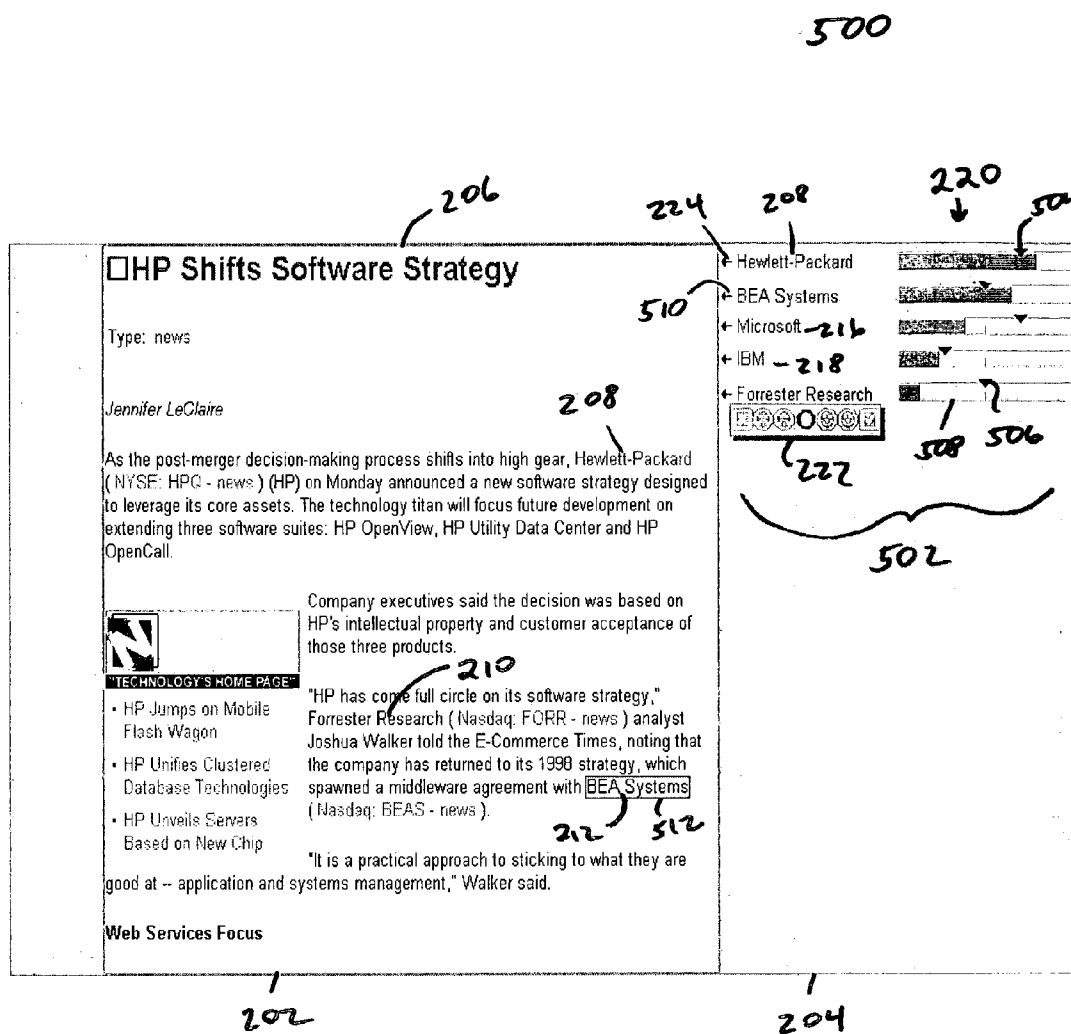 500
206
224
208
220
504
□HP Shifts Software Strategy
← Hewlett-Packard
510
← BEA Systems
Type: news
← Microsoft - 216
← IBM - 218
Jennifer LeClaire
208
← Forrester Research
508
506
222
502
As the post-merger decision-making process shifts into high gear, Hewlett-Packard
( NYSE: HPQ - news ) (HP) on Monday announced a new software strategy designed
to leverage its core assets. The technology titan will focus future development on
extending three software suites: HP OpenView, HP Utility Data Center and HP
OpenCall.
Company executives said the decision was based on
HP's intellectual property and customer acceptance of
those three products.
N
"TECHNOLOGY'S HOME PAGE"
210
• HP Jumps on Mobile
Flash Wagon
• HP Unifies Clustered
Database Technologies
• HP Unveils Servers
Based on New Chip
"HP has come full circle on its software strategy,"
Forrester Research ( Nasdaq: FORR - news ) analyst
Joshua Walker told the E-Commerce Times, noting that
the company has returned to its 1998 strategy, which
spawned a middleware agreement with BEA Systems
( Nasdaq: BEAS - news ).
212
512
"It is a practical approach to sticking to what they are
good at -- application and systems management," Walker said.
Web Services Focus
202
204